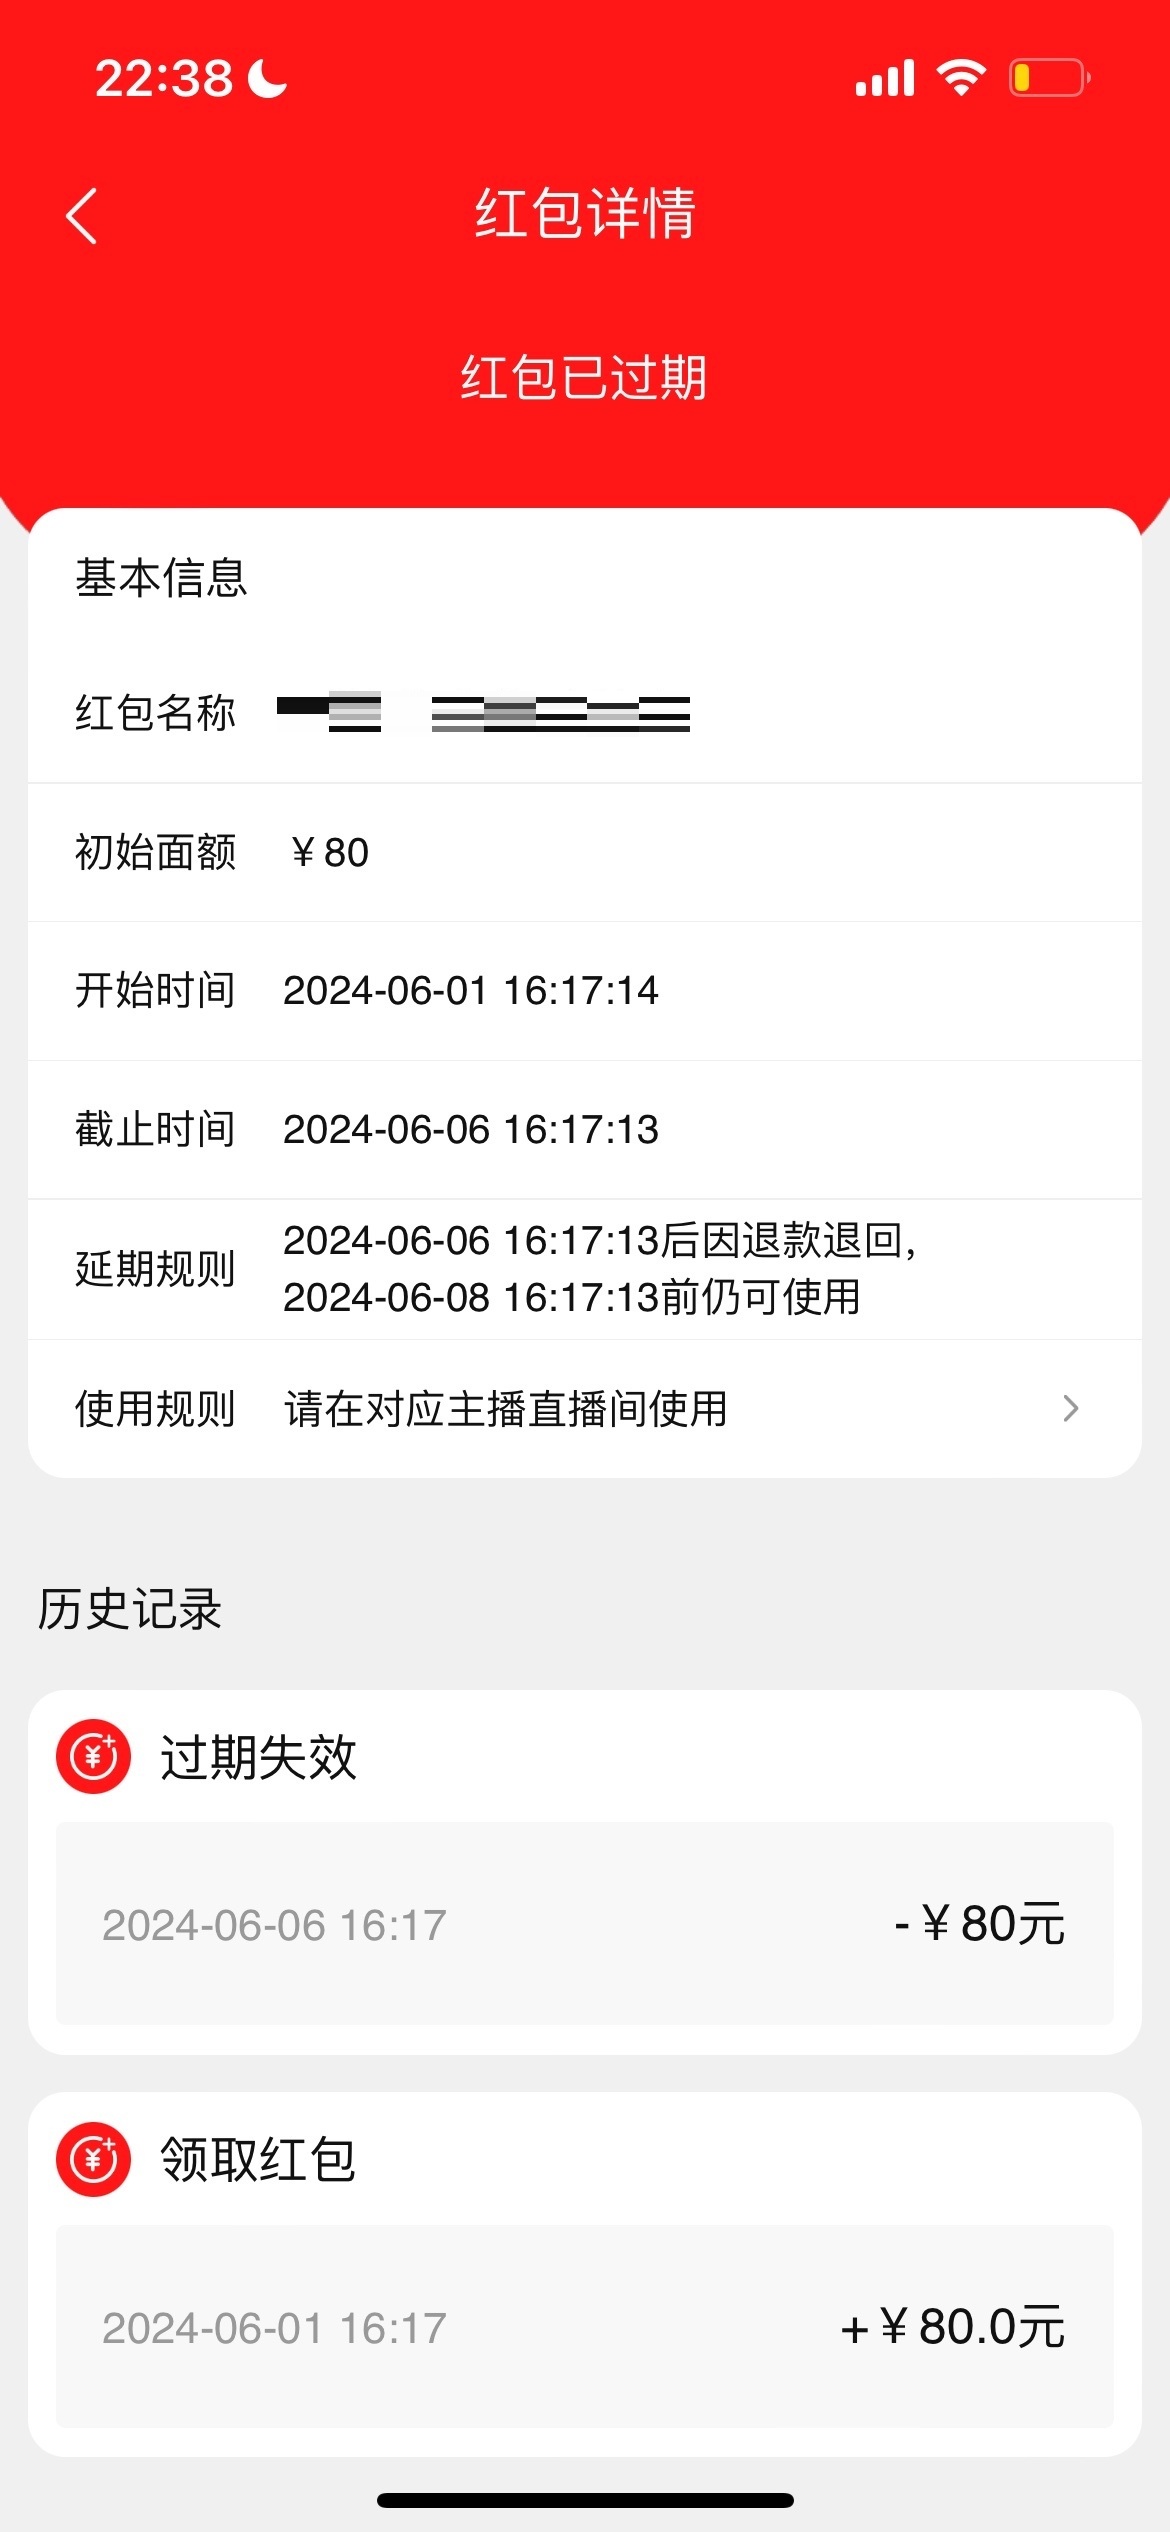 22:38
红包详情
红包已过期
基本信息
红包名称
初始面额 ￥80
开始时间 2024-06-01 16:17:14
截止时间 2024-06-06 16:17:13
延期规则 2024-06-06 16:17:13后因退款退回，
2024-06-08 16:17:13前仍可使用
使用规则 请在对应主播直播间使用
历史记录
过期失效
2024-06-06 16:17 -￥80元
领取红包
2024-06-01 16:17 +￥80.0元